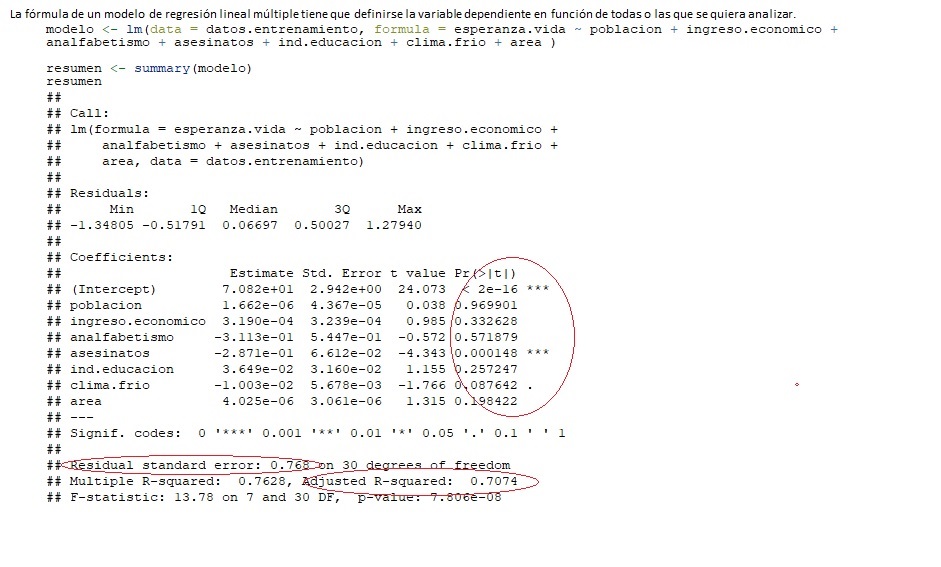 La fórmula de un modelo de regresión lineal múltiple tiene que definirse la variable dependiente en función de todas o las que se quiera analizar.
modelo <- lm(data = datos.entrenamiento, formula = esperanza.vida ~ poblacion + ingreso.economico +
analfabetismo + asesinatos + ind.educacion + clima.frio + area )
resumen <- summary(modelo)
resumen
##
## Call:
## lm(formula = esperanza.vida ~ poblacion + ingreso.economico +
##     analfabetismo + asesinatos + ind.educacion + clima.frio +
##     area, data = datos.entrenamiento)
##
## Residuals:
##      Min       1Q   Median       3Q      Max
## -1.34805 -0.51791  0.06697  0.50027  1.27940
##
## Coefficients:
##                     Estimate Std. Error t value Pr(>|t|)
## (Intercept)        7.082e+01  2.942e+00  24.073  < 2e-16 ***
## poblacion          1.662e-06  4.367e-05   0.038 0.969901
## ingreso.economico  3.190e-04  3.239e-04   0.985 0.332628
## analfabetismo     -3.113e-01  5.447e-01  -0.572 0.571879
## asesinatos        -2.871e-01  6.612e-02  -4.343 0.000148 ***
## ind.educacion      3.649e-02  3.160e-02   1.155 0.257247
## clima.frio        -1.003e-02  5.678e-03  -1.766 0.087642 .
## area               4.025e-06  3.061e-06   1.315 0.198422
## ---
## Signif. codes:  0 '***' 0.001 '**' 0.01 '*' 0.05 '.' 0.1 ' ' 1
##
## Residual standard error: 0.768 on 30 degrees of freedom
## Multiple R-squared:  0.7628, Adjusted R-squared:  0.7074
## F-statistic: 13.78 on 7 and 30 DF,  p-value: 7.806e-08